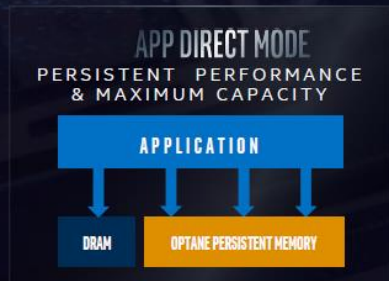 APP DIRECT MODE
PERSISTENT PERFORMANCE
& MAXIMUM CAPACITY
APPLICATION
DRAM
OPTANE PERSISTENT MEMORY